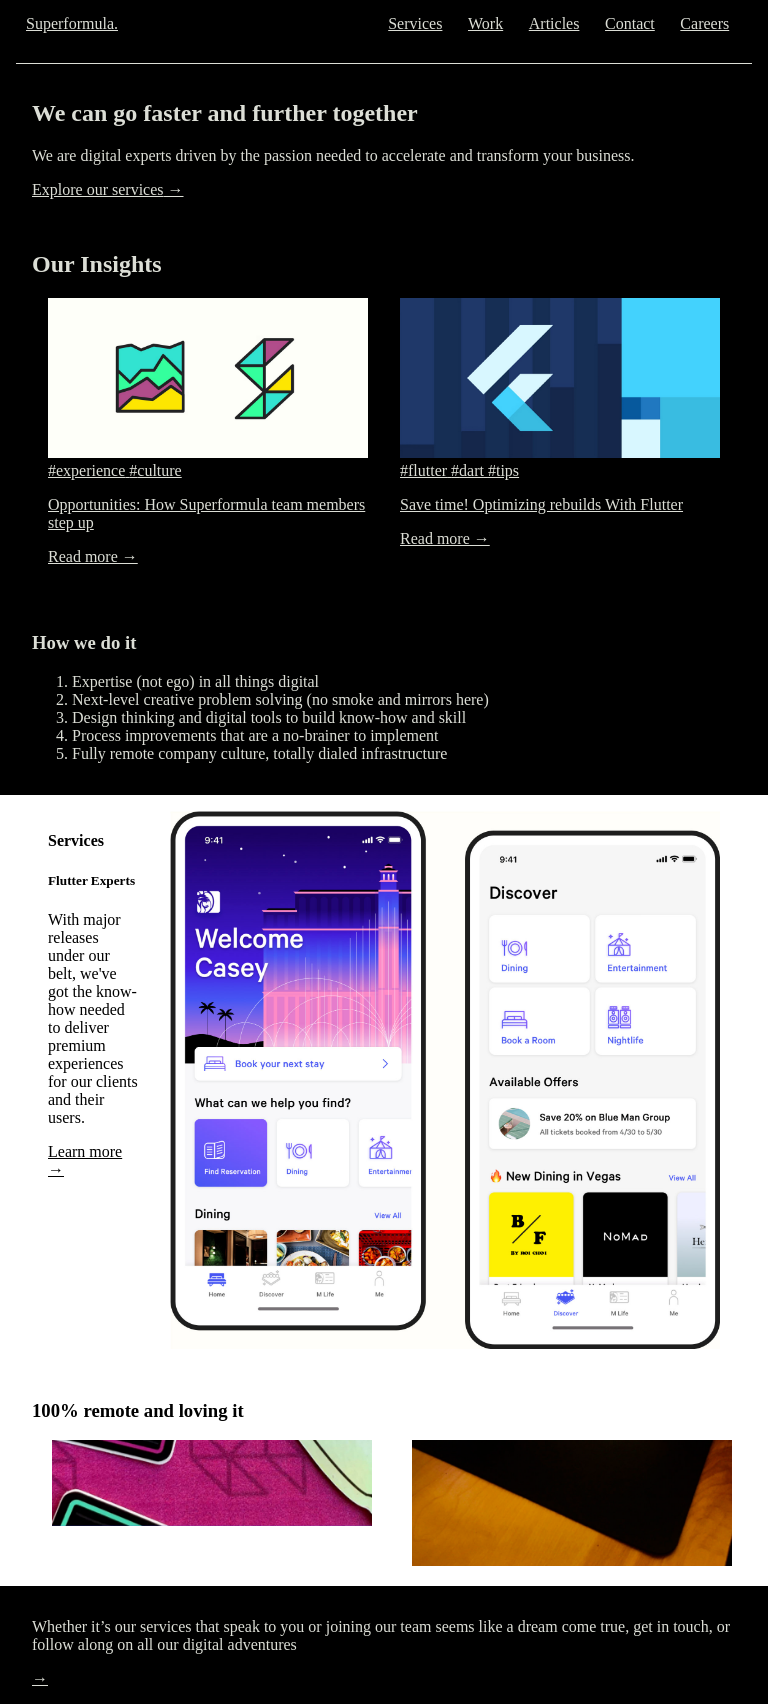 Superformula.
Services Work Articles Contact Careers
We can go faster and further together
We are digital experts driven by the passion needed to accelerate and transform your business.
Explore our services →
Our Insights
#experience #culture
Opportunities: How Superformula team members
step up
Read more →
#flutter #dart #tips
Save time! Optimizing rebuilds With Flutter
Read more →
How we do it
1. Expertise (not ego) in all things digital
2. Next-level creative problem solving (no smoke and mirrors here)
3. Design thinking and digital tools to build know-how and skill
4. Process improvements that are a no-brainer to implement
5. Fully remote company culture, totally dialed infrastructure
Services
Flutter Experts
With major
releases
under our
belt, we've
got the know-
how needed
to deliver
premium
experiences
for our clients
and their
users.
Learn more
→
9:41
Welcome
Casey
Book your next stay
What can we help you find?
Find Reservation
Dining
Entertainmen
Dining
View All
Home Discover M Life Me
9:41
Discover
Dining
Entertainment
Book a Room
Nightlife
Available Offers
Save 20% on Blue Man Group
All tickets booked from 4/30 to 5/30
🔥 New Dining in Vegas
View All
B/F
BY ROI CHOI
NOMAD
He
Home Discover M Life Me
100% remote and loving it
Whether it’s our services that speak to you or joining our team seems like a dream come true, get in touch, or
follow along on all our digital adventures
→